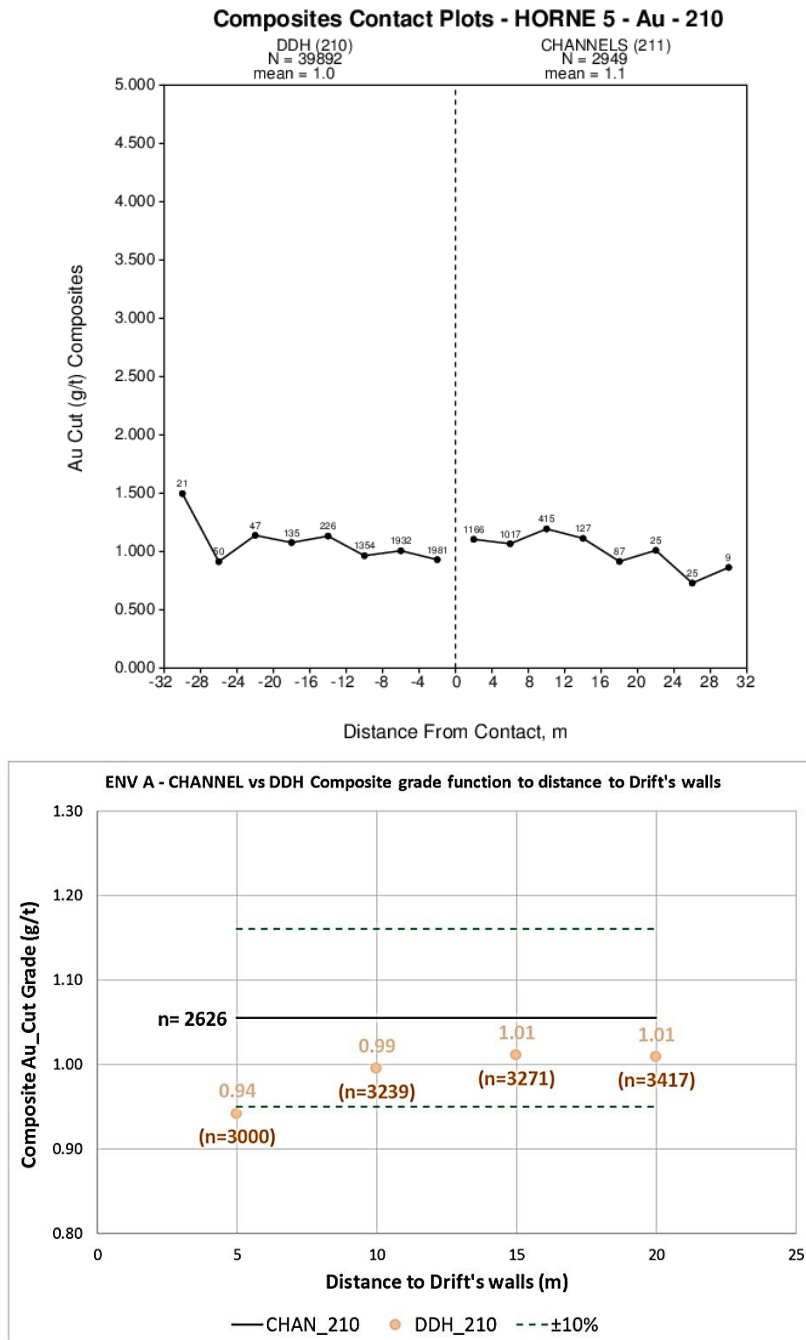 Composites Contact Plots - HORNE 5 - Au - 210
DDH (210)
N = 39892
mean = 1.0
CHANNELS (211)
N = 2949
mean = 1.1
Au Cut (g/t) Composites
5.000
4.500
4.000
3.500
3.000
2.500
2.000
1.500
1.000
0.500
0.000
21
50
47
135
226
1354
1932
1981
1166
1017
415
127
87
25
25
9
-32 -28 -24 -20 -16 -12 -8 -4 0 4 8 12 16 20 24 28 32
Distance From Contact, m
ENV A - CHANNEL vs DDH Composite grade function to distance to Drift's walls
Composite Au_Cut Grade (g/t)
1.30
1.20
1.10
1.00
0.90
0.80
n= 2626
0.94
(n=3000)
0.99
(n=3239)
1.01
(n=3271)
1.01
(n=3417)
0 5 10 15 20 25
Distance to Drift's walls (m)
CHAN_210 DDH_210 ±10%